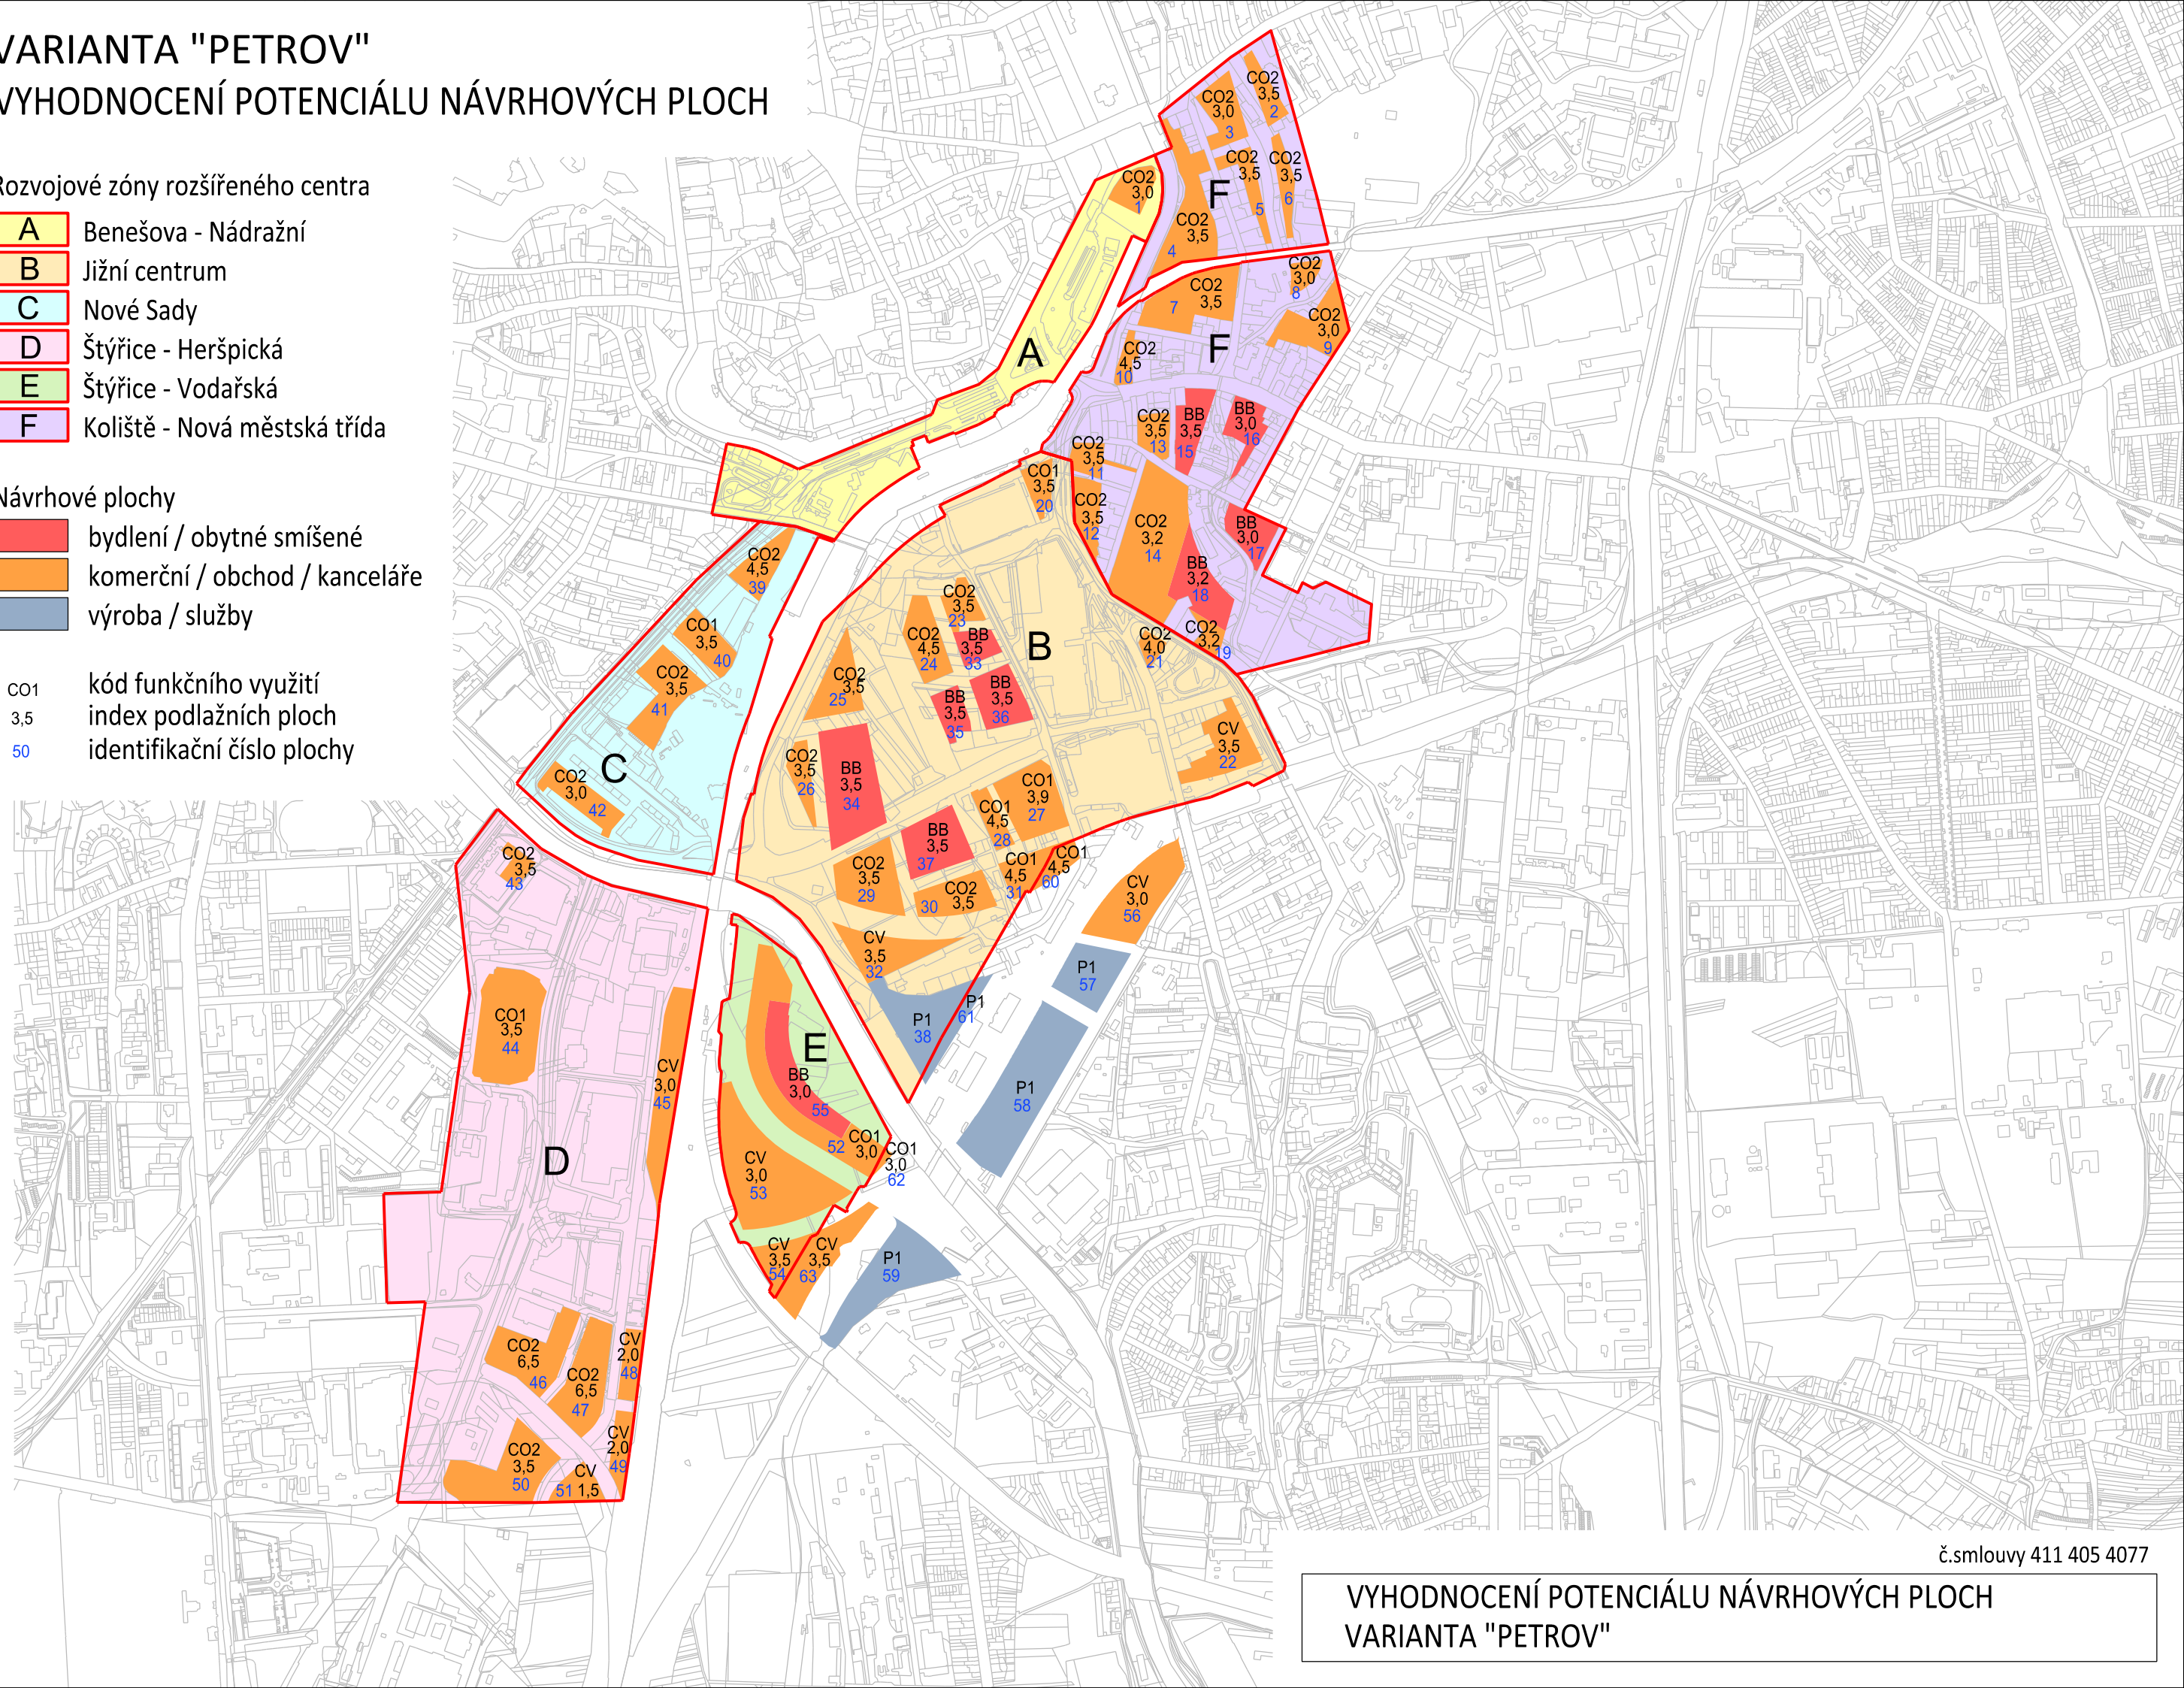 VARIANTA "PETROV"
VYHODNOCENÍ POTENCIÁLU NÁVRHOVÝCH PLOCH
Rozvojové zóny rozšířeného centra
A Benešova - Nádražní
B Jižní centrum
C Nové Sady
D Štýřice - Heršpická
E Štýřice - Vodařská
F Koliště - Nová městská třída
Návrhové plochy
bydlení / obytné smíšené
komerční / obchod / kanceláře
výroba / služby
CO1 kód funkčního využití
3,5 index podlažních ploch
50 identifikační číslo plochy
CO2
3,0
1
CO2
3,5
2
CO2
3,0
3
CO2
3,5
4
CO2
3,5
5
CO2
3,5
6
F
CO2
3,5
7
CO2
3,0
8
CO2
3,0
9
F
A
CO2
4,5
10
CO2
3,5
11
CO2
3,5
12
CO2
3,5
13
CO2
3,2
14
BB
3,5
15
BB
3,0
16
BB
3,0
17
BB
3,2
18
CO2
3,2
19
CO1
3,5
20
CO2
4,0
21
CV
3,5
22
CO2
3,5
23
CO2
4,5
24
CO2
3,5
25
CO2
3,5
26
CO1
3,9
27
CO1
4,5
28
CO2
3,5
29
CO2
30 3,5
CO1
4,5
31
CV
3,5
32
BB
3,5
33
BB
3,5
34
BB
3,5
35
BB
3,5
36
BB
3,5
37
P1
38
B
CO2
4,5
39
CO1
3,5
40
CO2
3,5
41
CO2
3,0
42
C
CO2
3,5
43
CO1
3,5
44
CV
3,0
45
D
CO2
6,5
46
CO2
6,5
47
CV
2,0
48
CV
2,0
49
CO2
3,5
50
CV
51 1,5
E
BB
3,0
55
52 CO1
3,0
CV
3,0
53
CV
3,5
54
CV
3,0
56
P1
57
P1
58
P1
59
CO1
4,5
60
P1
61
CO1
3,0
62
CV
3,5
63
č.smlouvy 411 405 4077
VYHODNOCENÍ POTENCIÁLU NÁVRHOVÝCH PLOCH
VARIANTA "PETROV"